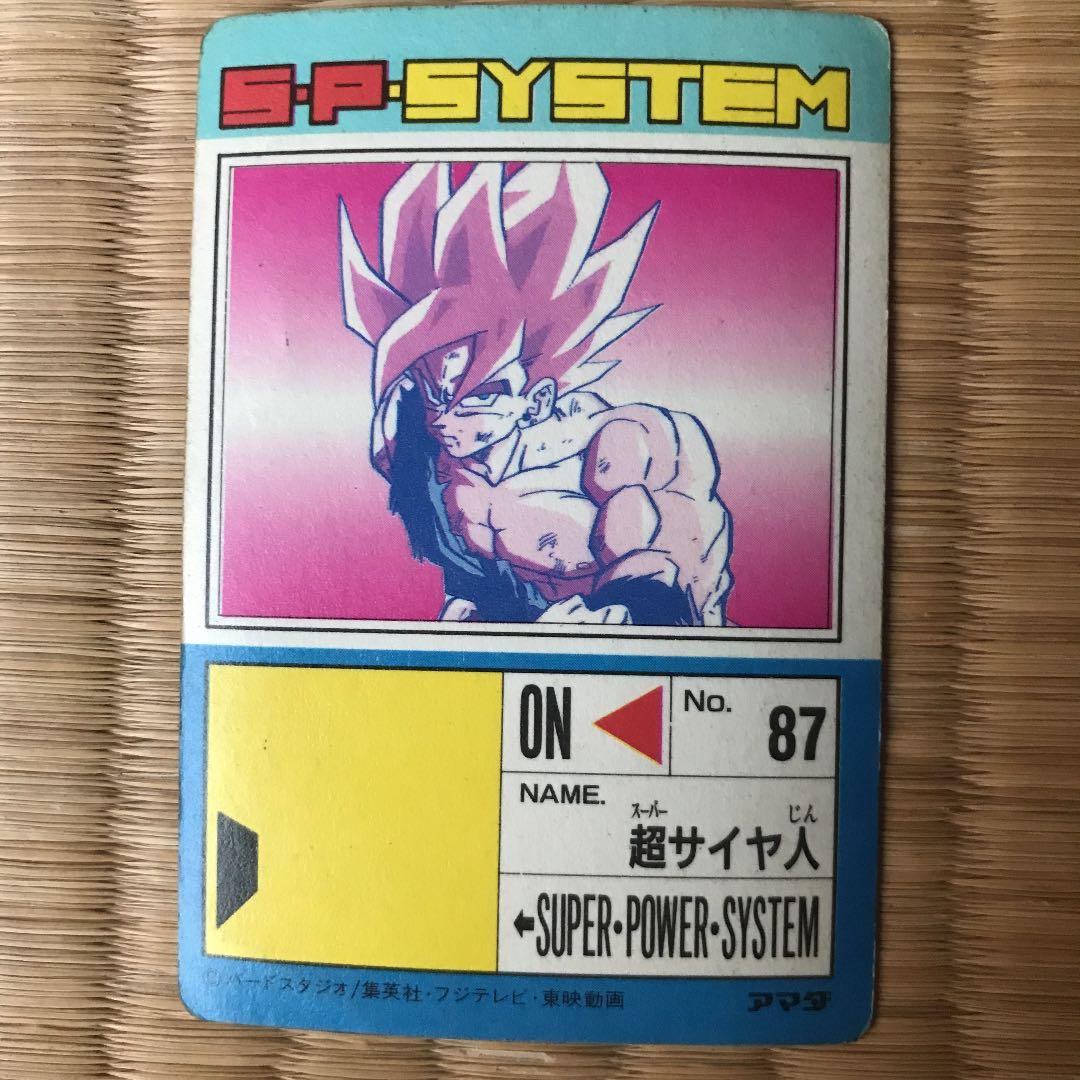 S·P·SYSTEM
ON
No. 87
NAME.
スーパー じん
超サイヤ人
←SUPER·POWER·SYSTEM
©バードスタジオ/集英社·フジテレビ·東映動画
アマダ